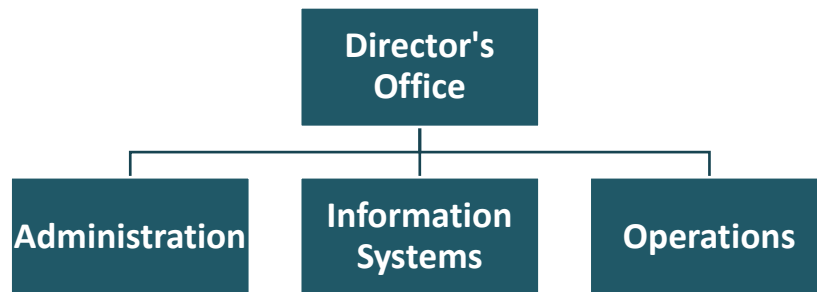 Director's
Office
Administration
Information
Systems
Operations